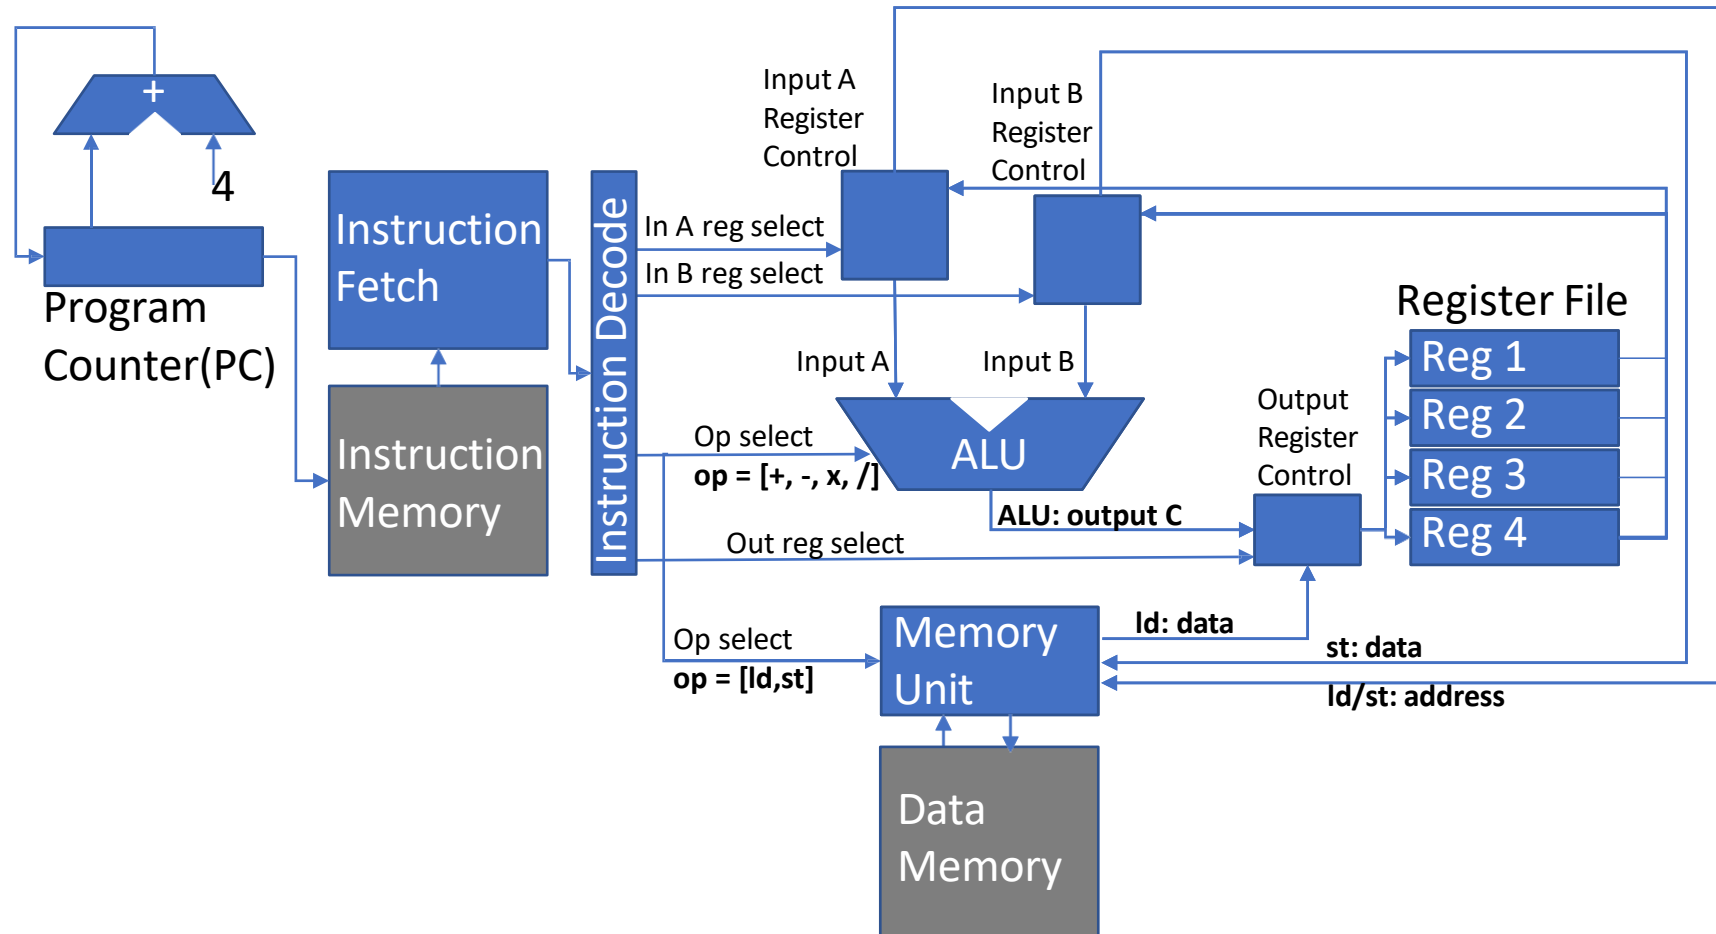 +
4
Program
Counter(PC)
Instruction
Fetch
Instruction
Memory
Instruction Decode
Input A
Register
Control
Input B
Register
Control
In A reg select
In B reg select
Input A
Input B
Op select
op = [+, -, x, /]
ALU
ALU: output C
Out reg select
Output
Register
Control
Register File
Reg 1
Reg 2
Reg 3
Reg 4
Op select
op = [ld,st]
Memory
Unit
ld: data
st: data
ld/st: address
Data
Memory